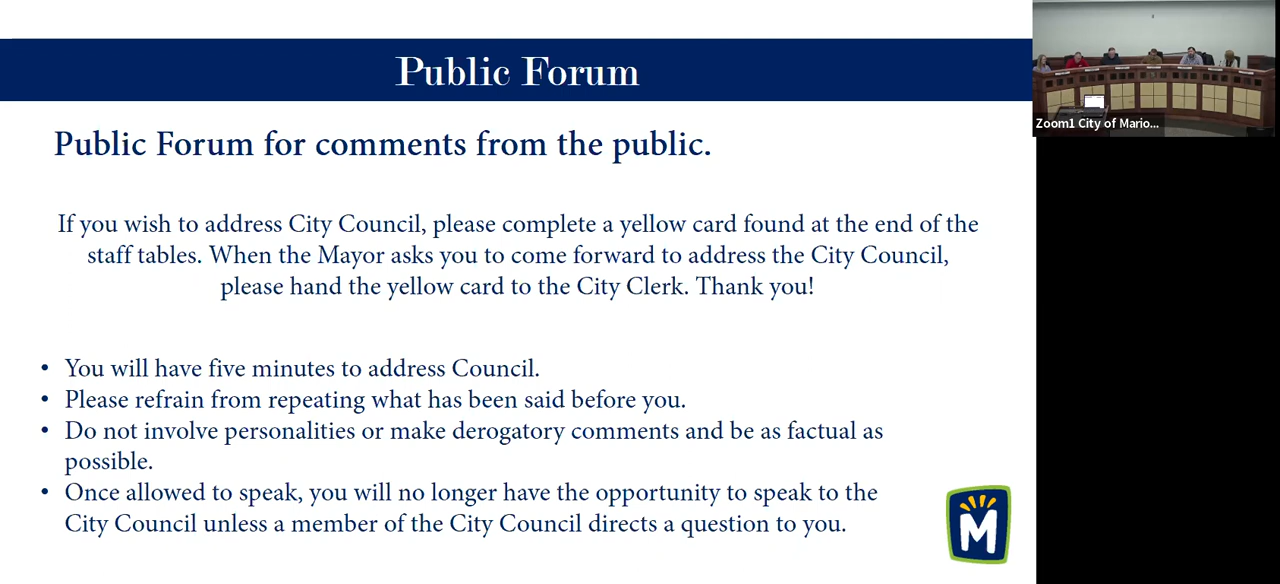 Public Forum
Public Forum for comments from the public.
If you wish to address City Council, please complete a yellow card found at the end of the
staff tables. When the Mayor asks you to come forward to address the City Council,
please hand the yellow card to the City Clerk. Thank you!
• You will have five minutes to address Council.
• Please refrain from repeating what has been said before you.
• Do not involve personalities or make derogatory comments and be as factual as
possible.
• Once allowed to speak, you will no longer have the opportunity to speak to the
City Council unless a member of the City Council directs a question to you.
M
Zoom1 City of Mario...